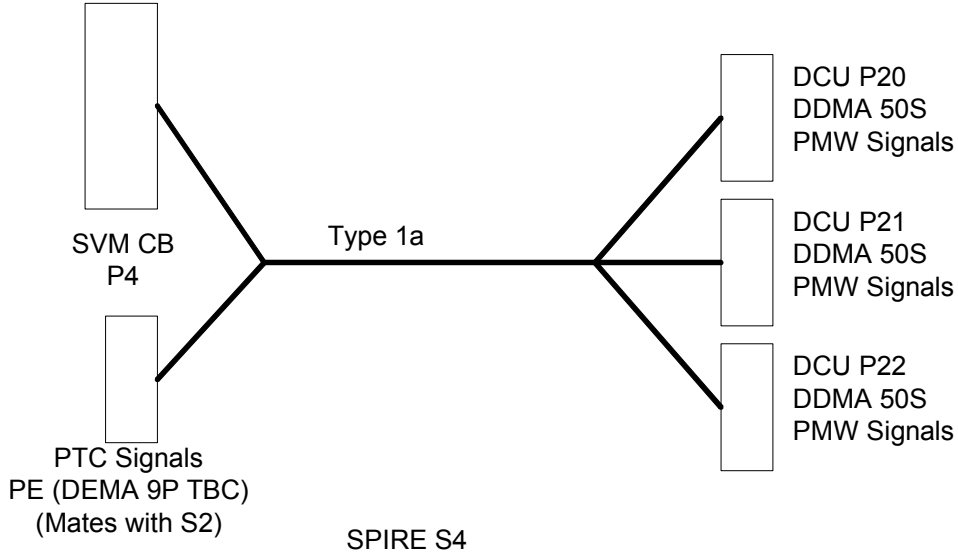 SVM CB
P4
PTC Signals
PE (DEMA 9P TBC)
(Mates with S2)
Type 1a
DCU P20
DDMA 50S
PMW Signals
DCU P21
DDMA 50S
PMW Signals
DCU P22
DDMA 50S
PMW Signals
SPIRE S4